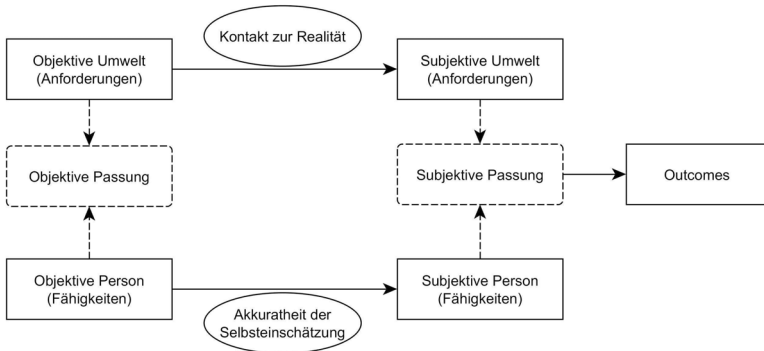 Kontakt zur Realität
Objektive Umwelt
(Anforderungen)
Subjektive Umwelt
(Anforderungen)
Objektive Passung
Subjektive Passung
Outcomes
Objektive Person
(Fähigkeiten)
Subjektive Person
(Fähigkeiten)
Akkuratheit der
Selbsteinschätzung